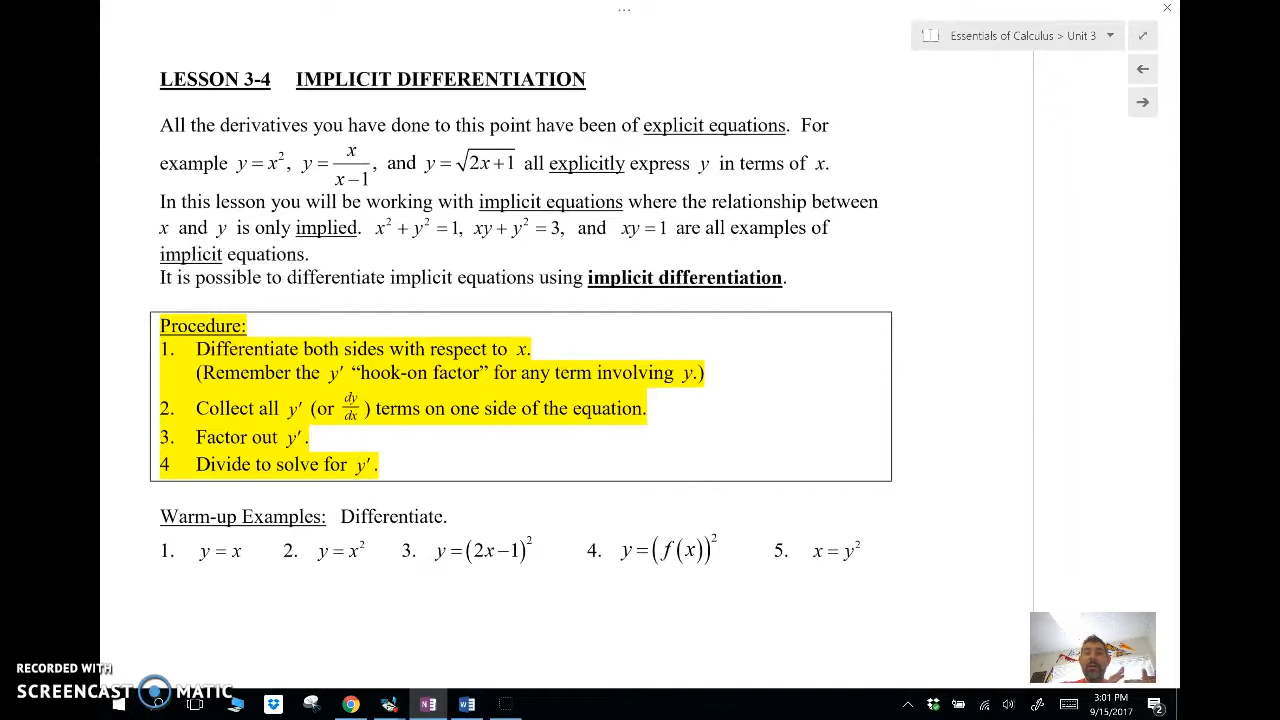 Essentials of Calculus > Unit 3
LESSON 3-4 IMPLICIT DIFFERENTIATION
All the derivatives you have done to this point have been of explicit equations. For
example y = x², y = x/(x−1), and y = √(2x+1) all explicitly express y in terms of x.
In this lesson you will be working with implicit equations where the relationship between
x and y is only implied. x² + y² = 1, xy + y² = 3, and xy = 1 are all examples of
implicit equations.
It is possible to differentiate implicit equations using implicit differentiation.
Procedure:
1. Differentiate both sides with respect to x.
(Remember the y′ “hook-on factor” for any term involving y.)
2. Collect all y′ (or dy/dx) terms on one side of the equation.
3. Factor out y′.
4 Divide to solve for y′.
Warm-up Examples: Differentiate.
1. y = x 2. y = x² 3. y = (2x−1)² 4. y = (f(x))² 5. x = y²
RECORDED WITH
SCREENCAST MATIC
3:01 PM
9/15/2017
2